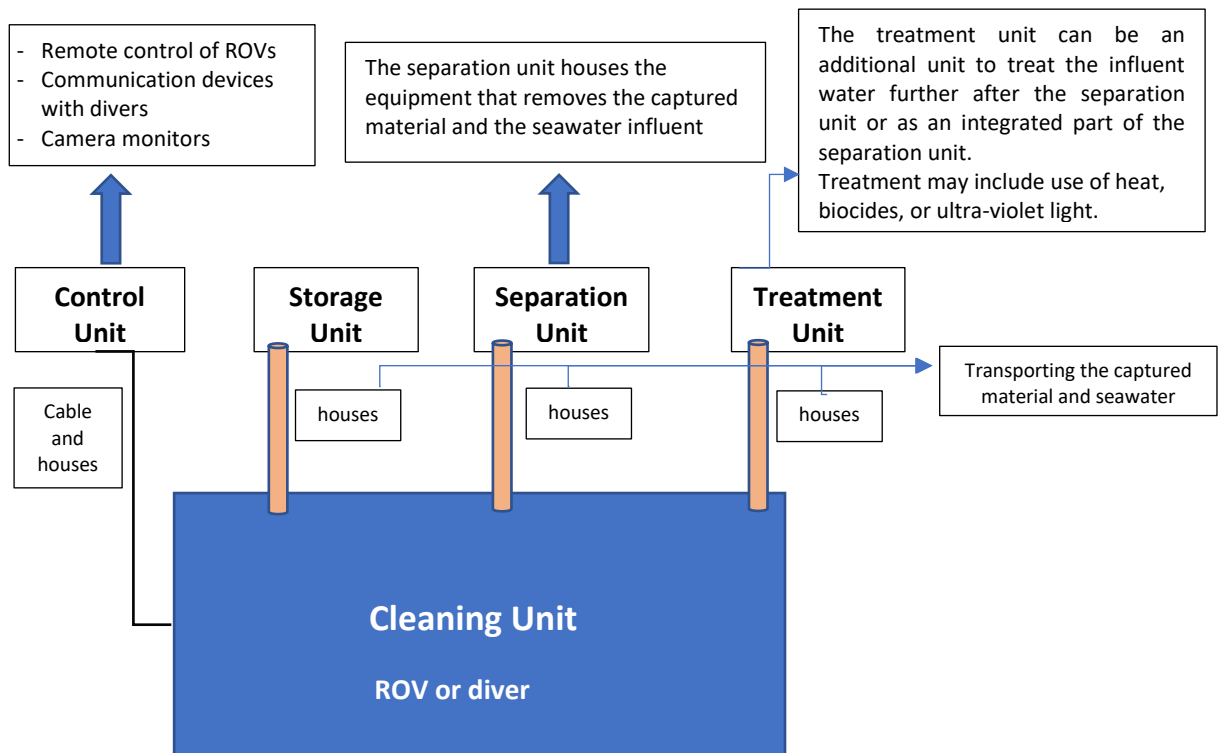 - Remote control of ROVs
- Communication devices
with divers
- Camera monitors
The separation unit houses the
equipment that removes the captured
material and the seawater influent
The treatment unit can be an
additional unit to treat the influent
water further after the separation
unit or as an integrated part of the
separation unit.
Treatment may include use of heat,
biocides, or ultra-violet light.
Control
Unit
Storage
Unit
Separation
Unit
Treatment
Unit
Cable
and
houses
houses
houses
houses
Transporting the captured
material and seawater
Cleaning Unit
ROV or diver